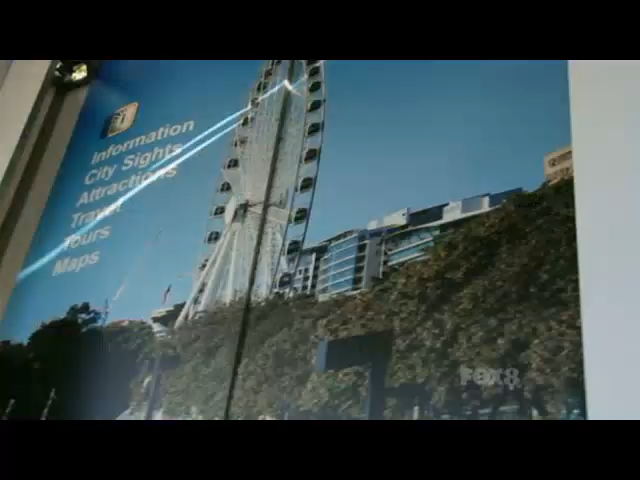 i
Information
City Sights
Attractions
Travel
Tours
Maps
FOX8